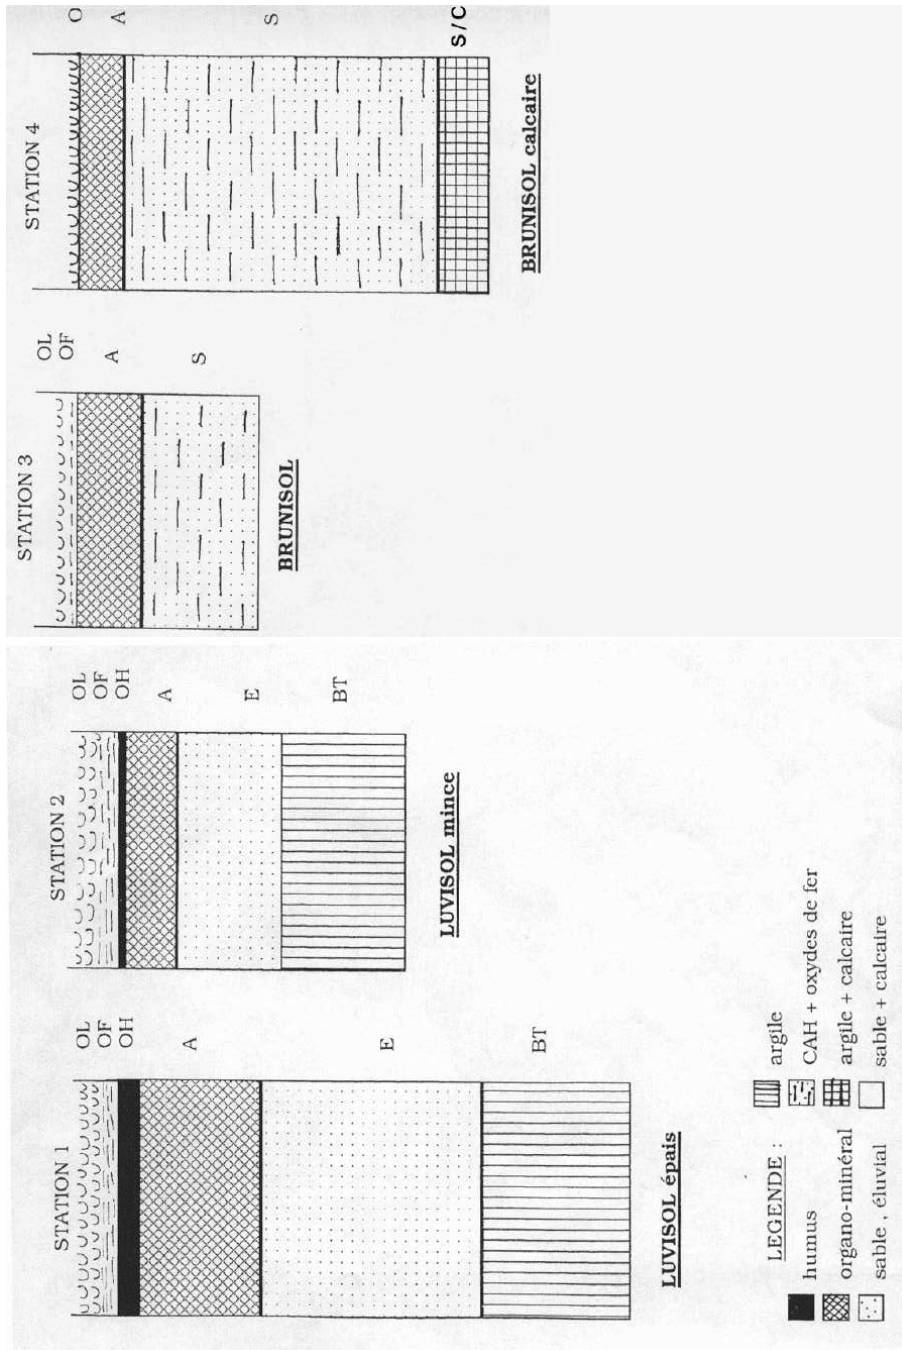 STATION 1
OL
OF
OH
A
E
BT
LUVISOL épais
STATION 2
OL
OF
OH
A
E
BT
LUVISOL mince
STATION 3
OL
OF
A
S
BRUNISOL
STATION 4
O
A
S
S/C
BRUNISOL calcaire
LEGENDE :
humus
organo-minéral
sable , éluvial
argile
CAH + oxydes de fer
argile + calcaire
sable + calcaire